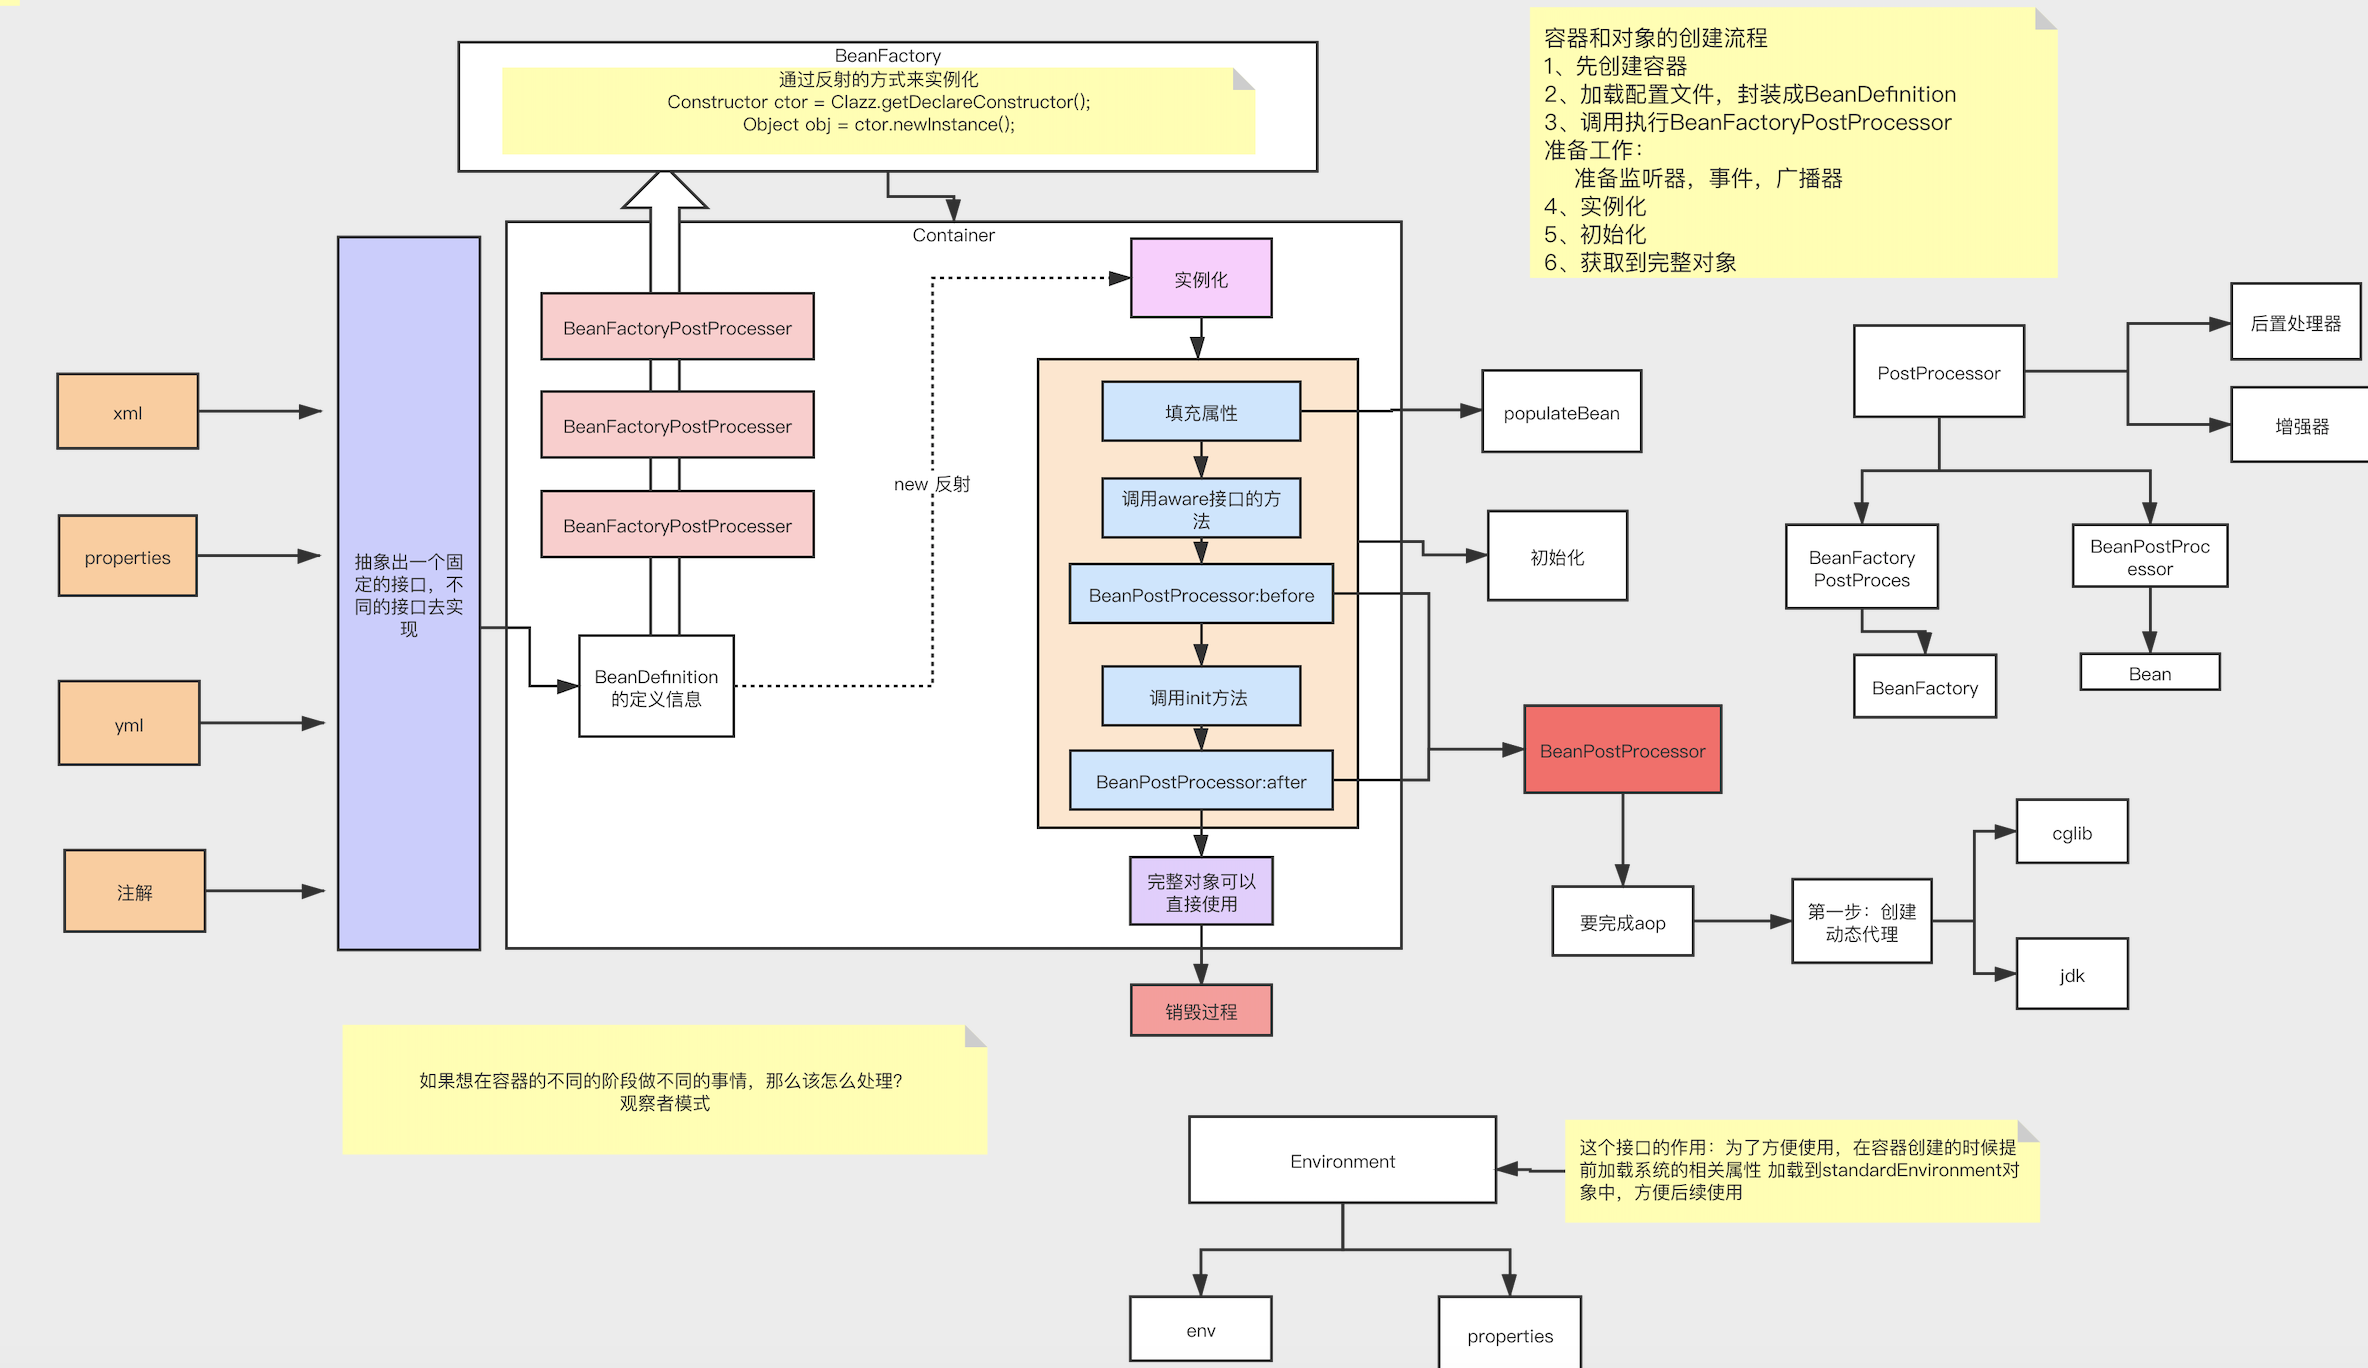 BeanFactory
通过反射的方式来实例化
Constructor ctor = Clazz.getDeclareConstructor();
Object obj = ctor.newInstance();
容器和对象的创建流程
1、先创建容器
2、加载配置文件，封装成BeanDefinition
3、调用执行BeanFactoryPostProcessor
准备工作：
准备监听器，事件，广播器
4、实例化
5、初始化
6、获取到完整对象
xml
properties
yml
注解
抽象出一个固
定的接口，不
同的接口去实
现
Container
BeanFactoryPostProcesser
BeanFactoryPostProcesser
BeanFactoryPostProcesser
BeanDefinition
的定义信息
new 反射
实例化
填充属性
调用aware接口的方
法
BeanPostProcessor:before
调用init方法
BeanPostProcessor:after
完整对象可以
直接使用
销毁过程
populateBean
初始化
BeanPostProcessor
要完成aop
第一步：创建
动态代理
cglib
jdk
PostProcessor
后置处理器
增强器
BeanFactory
PostProces
BeanPostProc
essor
BeanFactory
Bean
如果想在容器的不同的阶段做不同的事情，那么该怎么处理?
观察者模式
Environment
这个接口的作用：为了方便使用，在容器创建的时候提
前加载系统的相关属性 加载到standardEnvironment对
象中，方便后续使用
env
properties